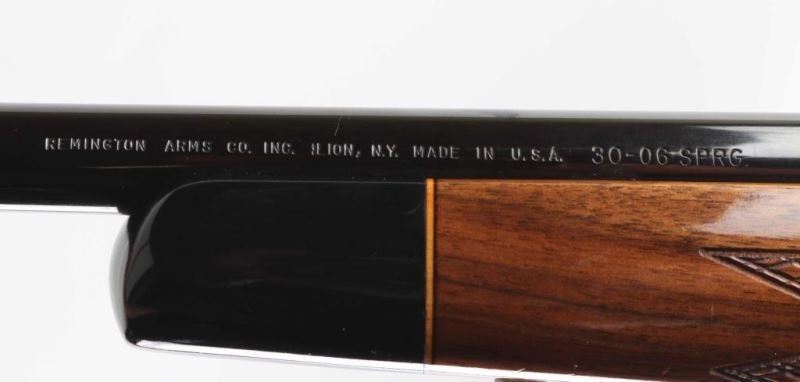 REMINGTON ARMS CO. INC. ILION, N.Y. MADE IN U.S.A. 30-06 SPRG.